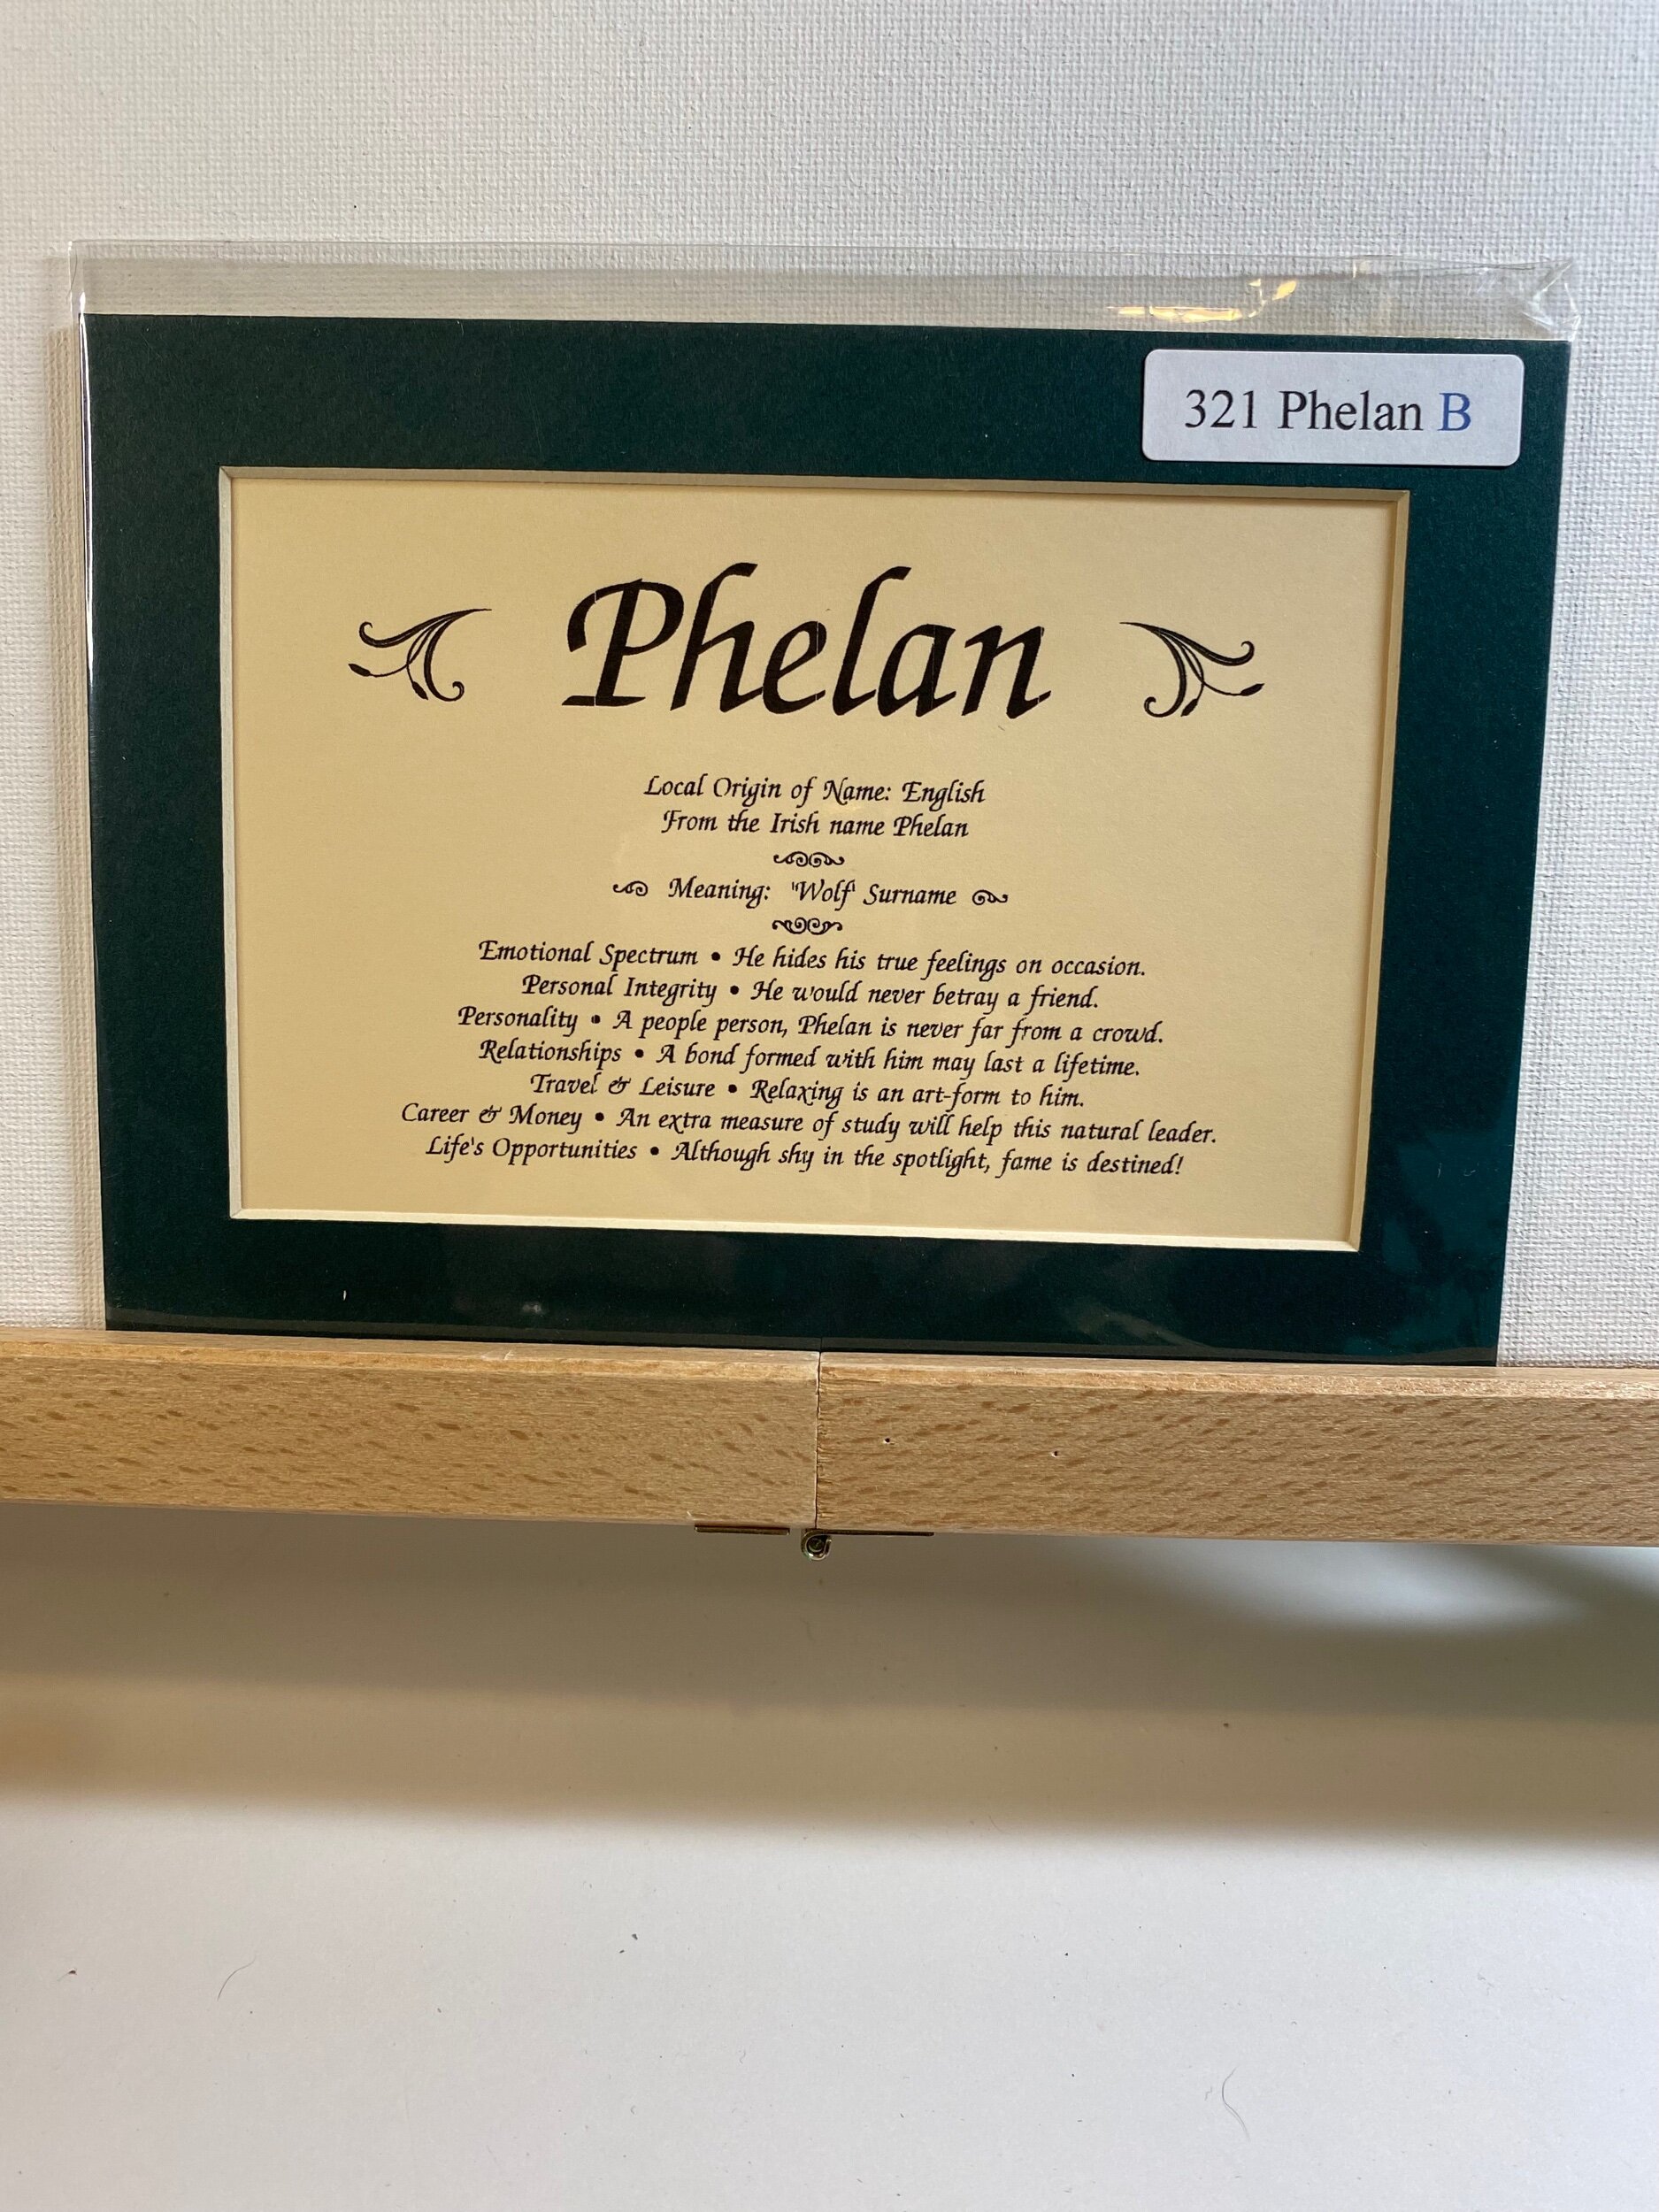 321 Phelan B
Phelan
Local Origin of Name: English
From the Irish name Phelan
Meaning: 'Wolf' Surname
Emotional Spectrum • He hides his true feelings on occasion.
Personal Integrity • He would never betray a friend.
Personality • A people person, Phelan is never far from a crowd.
Relationships • A bond formed with him may last a lifetime.
Travel & Leisure • Relaxing is an art-form to him.
Career & Money • An extra measure of study will help this natural leader.
Life's Opportunities • Although shy in the spotlight, fame is destined!